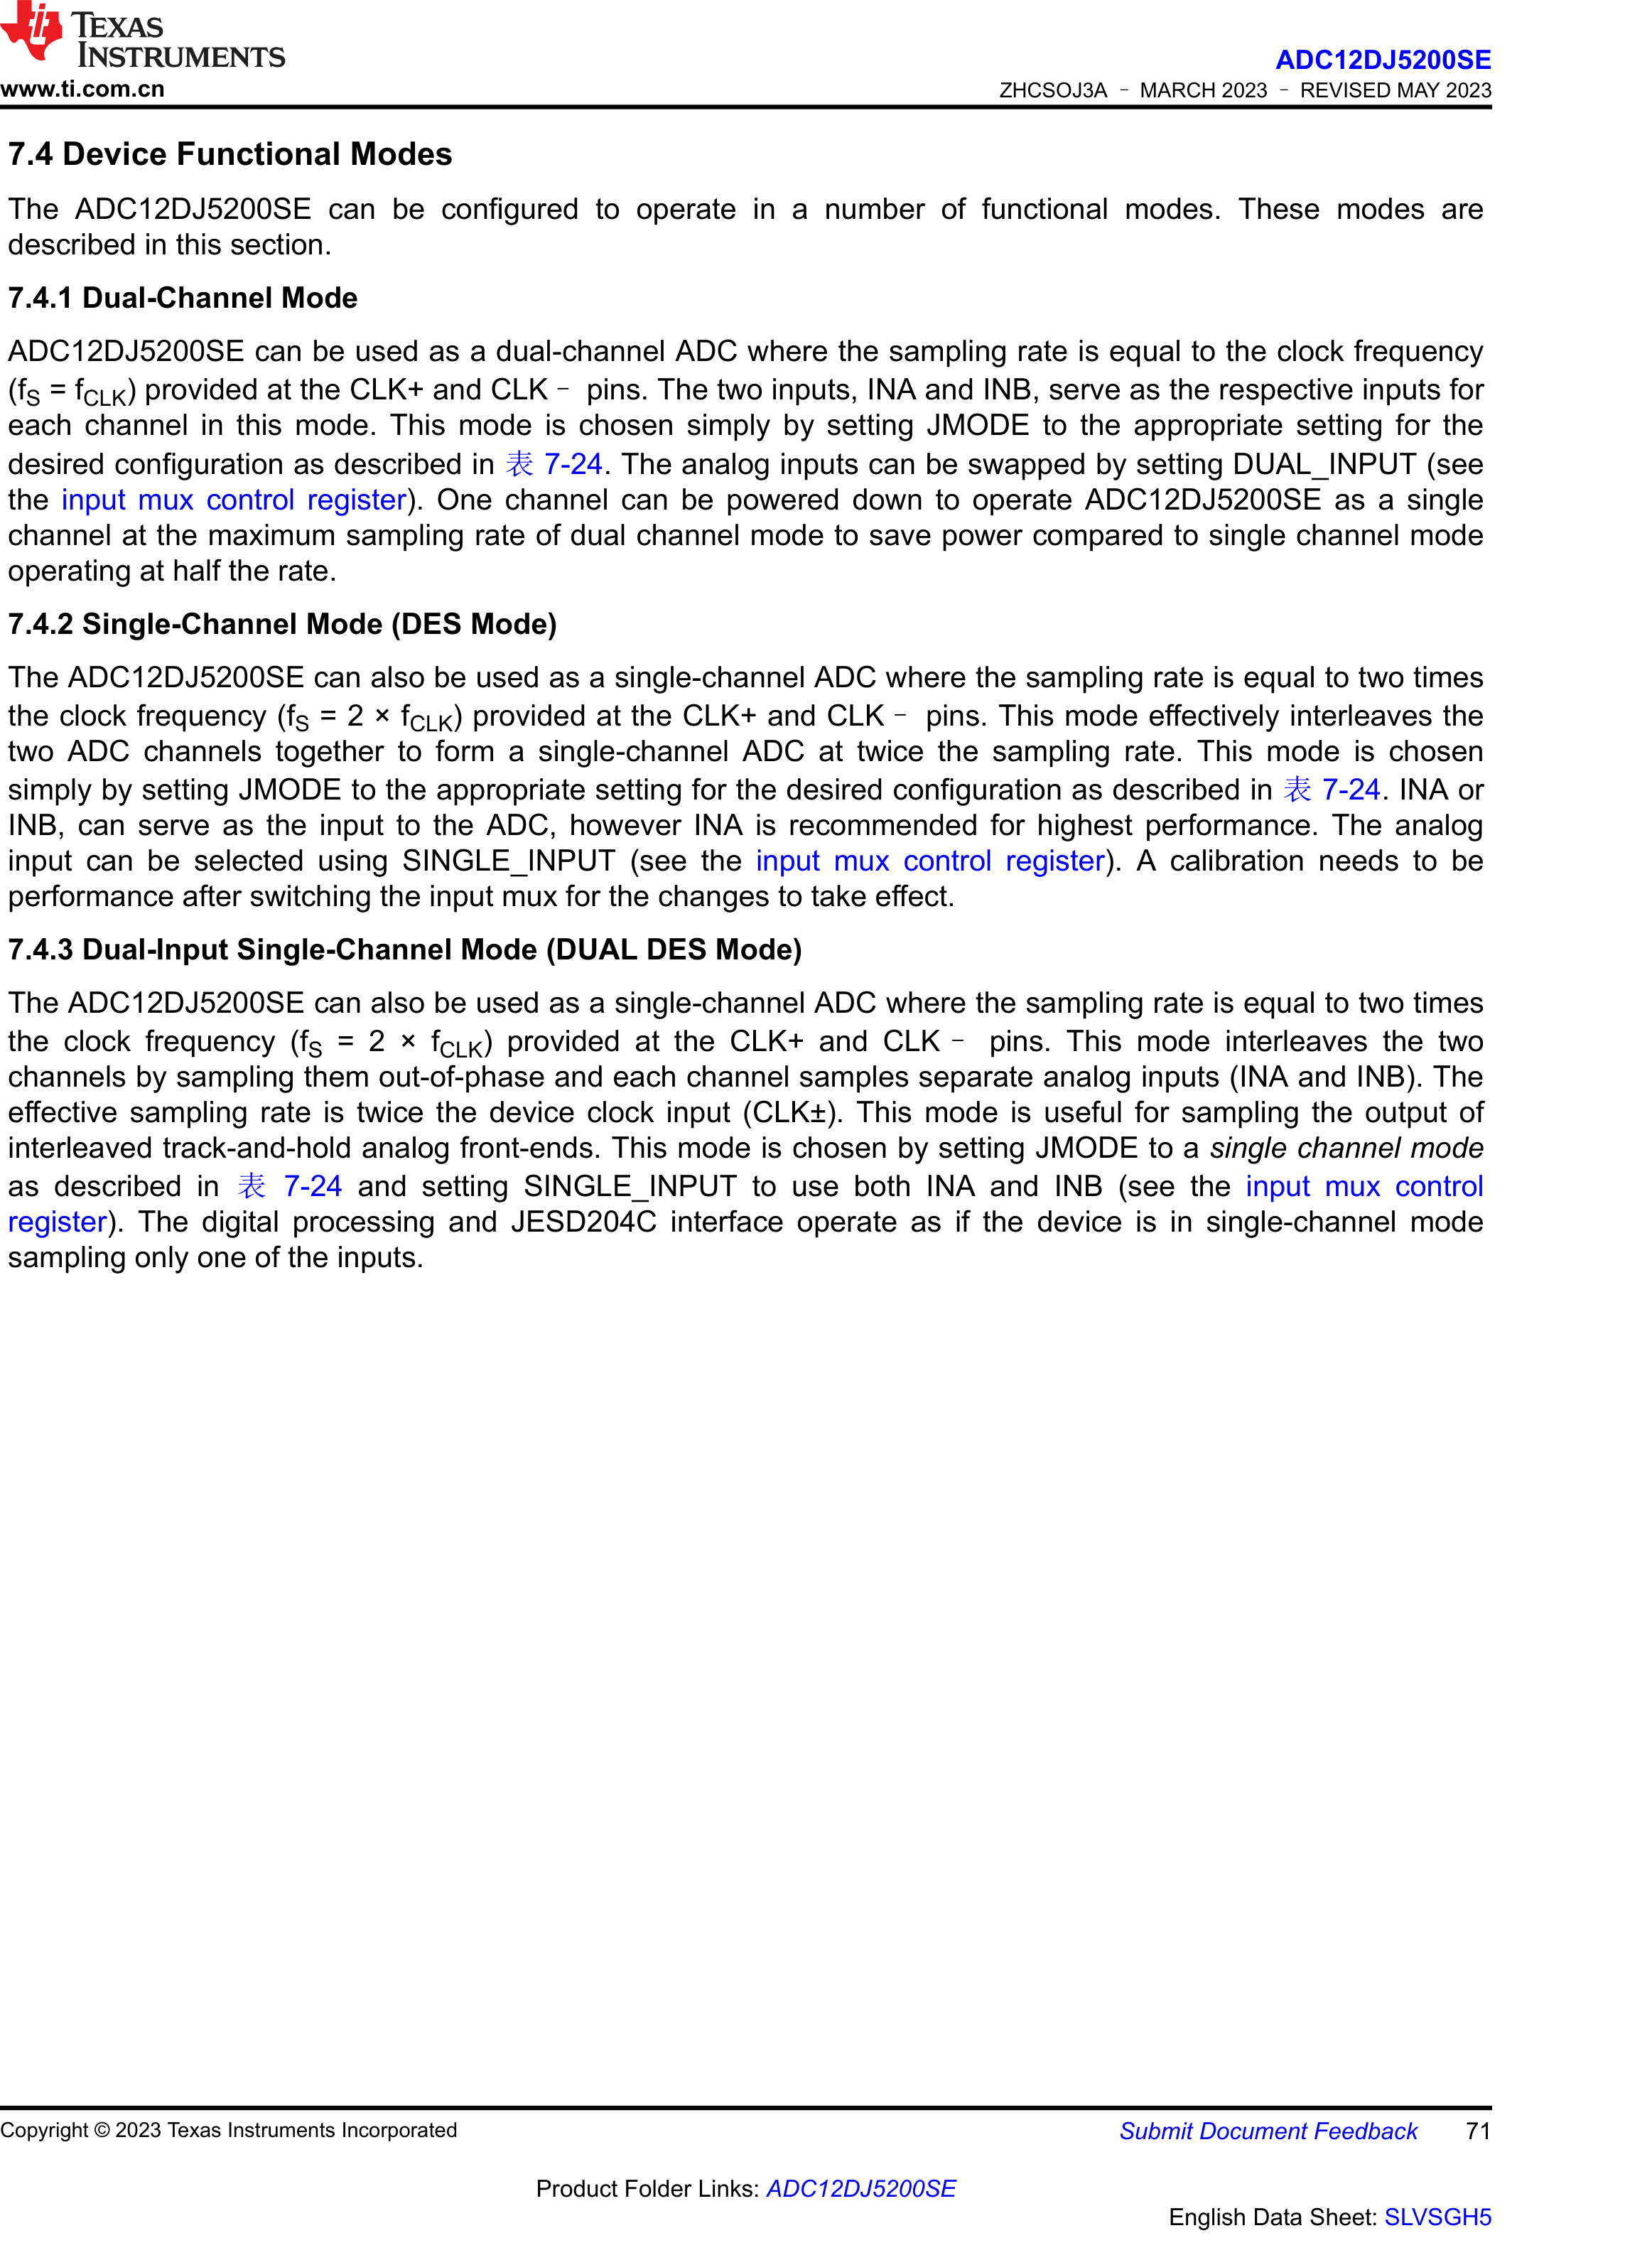 TEXAS
INSTRUMENTS
www.ti.com.cn
ADC12DJ5200SE
ZHCSOJ3A – MARCH 2023 – REVISED MAY 2023
7.4 Device Functional Modes
The ADC12DJ5200SE can be configured to operate in a number of functional modes. These modes are
described in this section.
7.4.1 Dual-Channel Mode
ADC12DJ5200SE can be used as a dual-channel ADC where the sampling rate is equal to the clock frequency
(fS = fCLK) provided at the CLK+ and CLK– pins. The two inputs, INA and INB, serve as the respective inputs for
each channel in this mode. This mode is chosen simply by setting JMODE to the appropriate setting for the
desired configuration as described in 表 7-24. The analog inputs can be swapped by setting DUAL_INPUT (see
the input mux control register). One channel can be powered down to operate ADC12DJ5200SE as a single
channel at the maximum sampling rate of dual channel mode to save power compared to single channel mode
operating at half the rate.
7.4.2 Single-Channel Mode (DES Mode)
The ADC12DJ5200SE can also be used as a single-channel ADC where the sampling rate is equal to two times
the clock frequency (fS = 2 × fCLK) provided at the CLK+ and CLK– pins. This mode effectively interleaves the
two ADC channels together to form a single-channel ADC at twice the sampling rate. This mode is chosen
simply by setting JMODE to the appropriate setting for the desired configuration as described in 表 7-24. INA or
INB, can serve as the input to the ADC, however INA is recommended for highest performance. The analog
input can be selected using SINGLE_INPUT (see the input mux control register). A calibration needs to be
performance after switching the input mux for the changes to take effect.
7.4.3 Dual-Input Single-Channel Mode (DUAL DES Mode)
The ADC12DJ5200SE can also be used as a single-channel ADC where the sampling rate is equal to two times
the clock frequency (fS = 2 × fCLK) provided at the CLK+ and CLK– pins. This mode interleaves the two
channels by sampling them out-of-phase and each channel samples separate analog inputs (INA and INB). The
effective sampling rate is twice the device clock input (CLK±). This mode is useful for sampling the output of
interleaved track-and-hold analog front-ends. This mode is chosen by setting JMODE to a single channel mode
as described in 表 7-24 and setting SINGLE_INPUT to use both INA and INB (see the input mux control
register). The digital processing and JESD204C interface operate as if the device is in single-channel mode
sampling only one of the inputs.
Copyright © 2023 Texas Instruments Incorporated
Submit Document Feedback 71
Product Folder Links: ADC12DJ5200SE
English Data Sheet: SLVSGH5